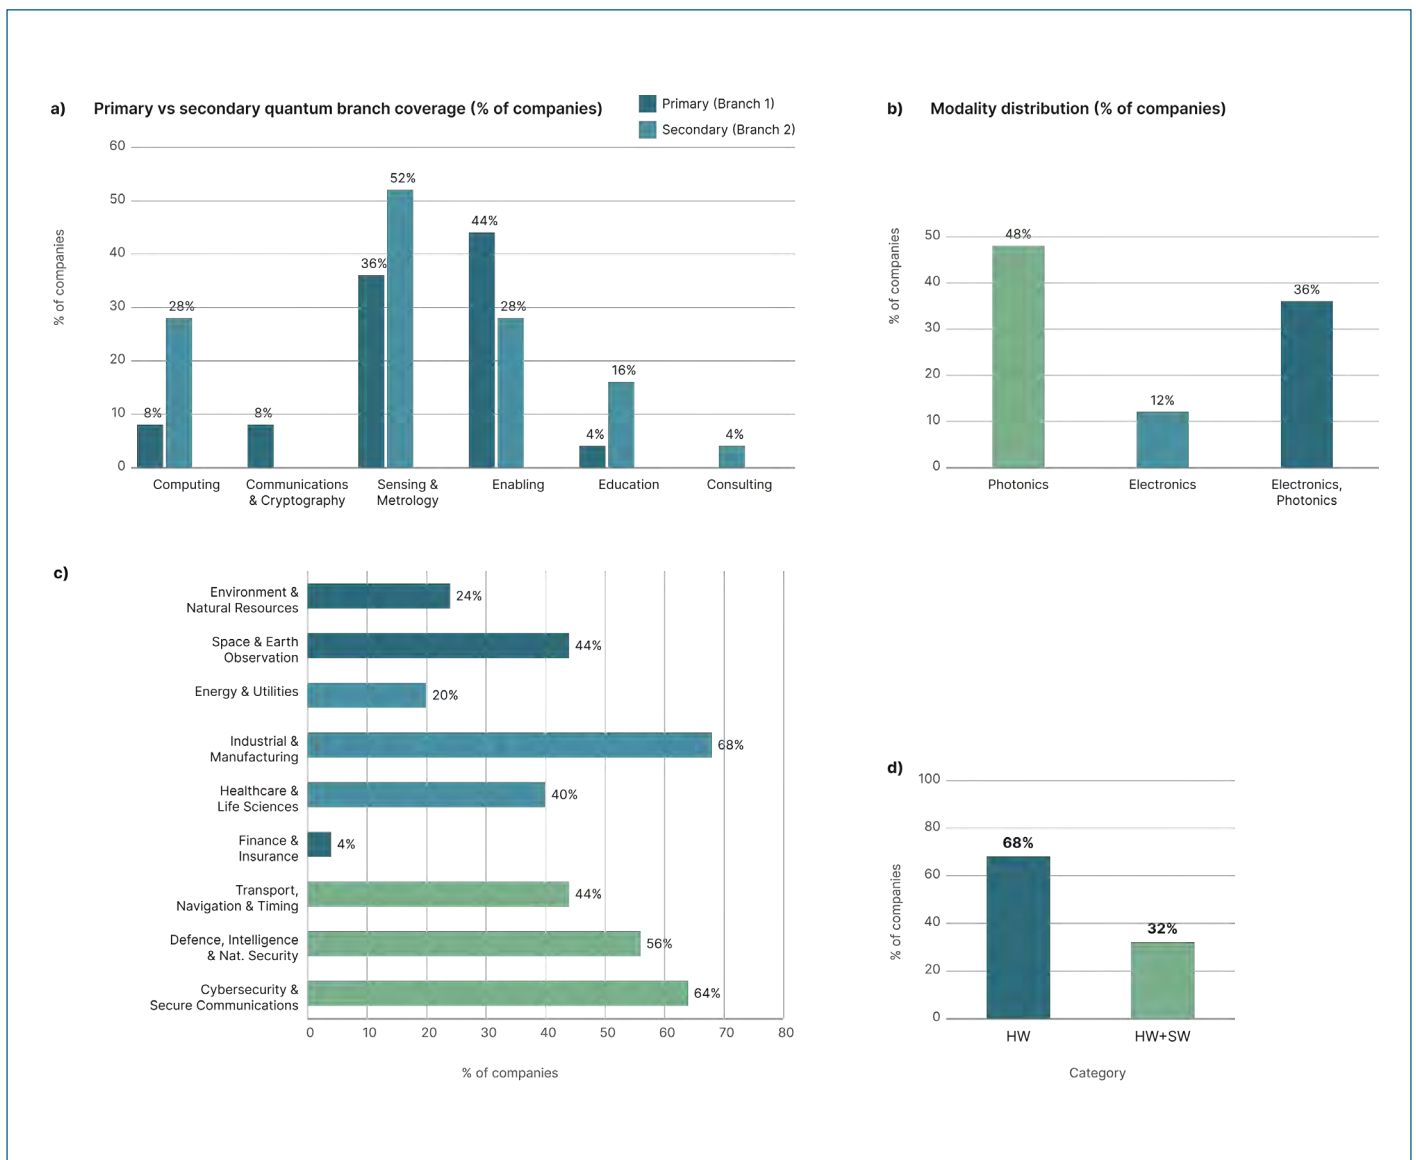 a) Primary vs secondary quantum branch coverage (% of companies)
Primary (Branch 1)
Secondary (Branch 2)
% of companies
60
50
40
30
20
10
0
8%
28%
8%
36%
52%
44%
28%
4%
16%
4%
Computing
Communications
& Cryptography
Sensing &
Metrology
Enabling
Education
Consulting
b) Modality distribution (% of companies)
% of companies
50
40
30
20
10
0
48%
12%
36%
Photonics
Electronics
Electronics,
Photonics
c)
Environment &
Natural Resources
24%
Space & Earth
Observation
44%
Energy & Utilities
20%
Industrial &
Manufacturing
68%
Healthcare &
Life Sciences
40%
Finance &
Insurance
4%
Transport,
Navigation & Timing
44%
Defence, Intelligence
& Nat. Security
56%
Cybersecurity &
Secure Communications
64%
0 10 20 30 40 50 60 70 80
% of companies
d)
% of companies
100
80
60
40
20
0
68%
32%
HW
HW+SW
Category